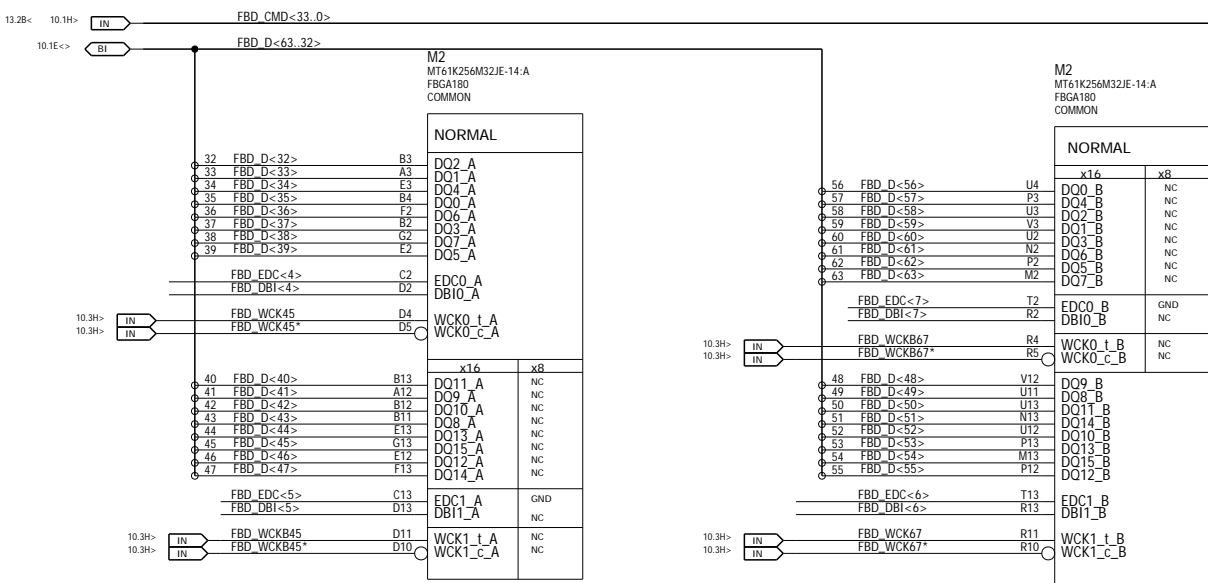 13.2B< 10.1H> IN FBD_CMD<33..0>
10.1E<> BI FBD_D<63..32>
M2
MT61K256M32JE-14:A
FBGA180
COMMON
NORMAL
32 FBD_D<32> B3 DQ2_A
33 FBD_D<33> A3 DQ1_A
34 FBD_D<34> E3 DQ4_A
35 FBD_D<35> B4 DQ0_A
36 FBD_D<36> F2 DQ6_A
37 FBD_D<37> B2 DQ3_A
38 FBD_D<38> G2 DQ7_A
39 FBD_D<39> E2 DQ5_A
FBD_EDC<4> C2 EDC0_A
FBD_DBI<4> D2 DBI0_A
10.3H> IN FBD_WCK45 D4 WCK0_t_A
10.3H> IN FBD_WCK45* D5 WCK0_c_A
x16 x8
40 FBD_D<40> B13 DQ11_A NC
41 FBD_D<41> A12 DQ9_A NC
42 FBD_D<42> B12 DQ10_A NC
43 FBD_D<43> B11 DQ8_A NC
44 FBD_D<44> E13 DQ13_A NC
45 FBD_D<45> G13 DQ15_A NC
46 FBD_D<46> E12 DQ12_A NC
47 FBD_D<47> F13 DQ14_A NC
FBD_EDC<5> C13 EDC1_A GND
FBD_DBI<5> D13 DBI1_A NC
10.3H> IN FBD_WCKB45 D11 WCK1_t_A NC
10.3H> IN FBD_WCKB45* D10 WCK1_c_A NC
M2
MT61K256M32JE-14:A
FBGA180
COMMON
NORMAL
x16 x8
56 FBD_D<56> U4 DQ0_B NC
57 FBD_D<57> P3 DQ4_B NC
58 FBD_D<58> U3 DQ2_B NC
59 FBD_D<59> V3 DQ1_B NC
60 FBD_D<60> U2 DQ3_B NC
61 FBD_D<61> N2 DQ6_B NC
62 FBD_D<62> P2 DQ5_B NC
63 FBD_D<63> M2 DQ7_B NC
FBD_EDC<7> T2 EDC0_B GND
FBD_DBI<7> R2 DBI0_B NC
10.3H> IN FBD_WCKB67 R4 WCK0_t_B NC
10.3H> IN FBD_WCKB67* R5 WCK0_c_B NC
48 FBD_D<48> V12 DQ9_B
49 FBD_D<49> U11 DQ8_B
50 FBD_D<50> U13 DQ11_B
51 FBD_D<51> N13 DQ14_B
52 FBD_D<52> U12 DQ10_B
53 FBD_D<53> P13 DQ13_B
54 FBD_D<54> M13 DQ15_B
55 FBD_D<55> P12 DQ12_B
FBD_EDC<6> T13 EDC1_B
FBD_DBI<6> R13 DBI1_B
10.3H> IN FBD_WCK67 R11 WCK1_t_B
10.3H> IN FBD_WCK67* R10 WCK1_c_B